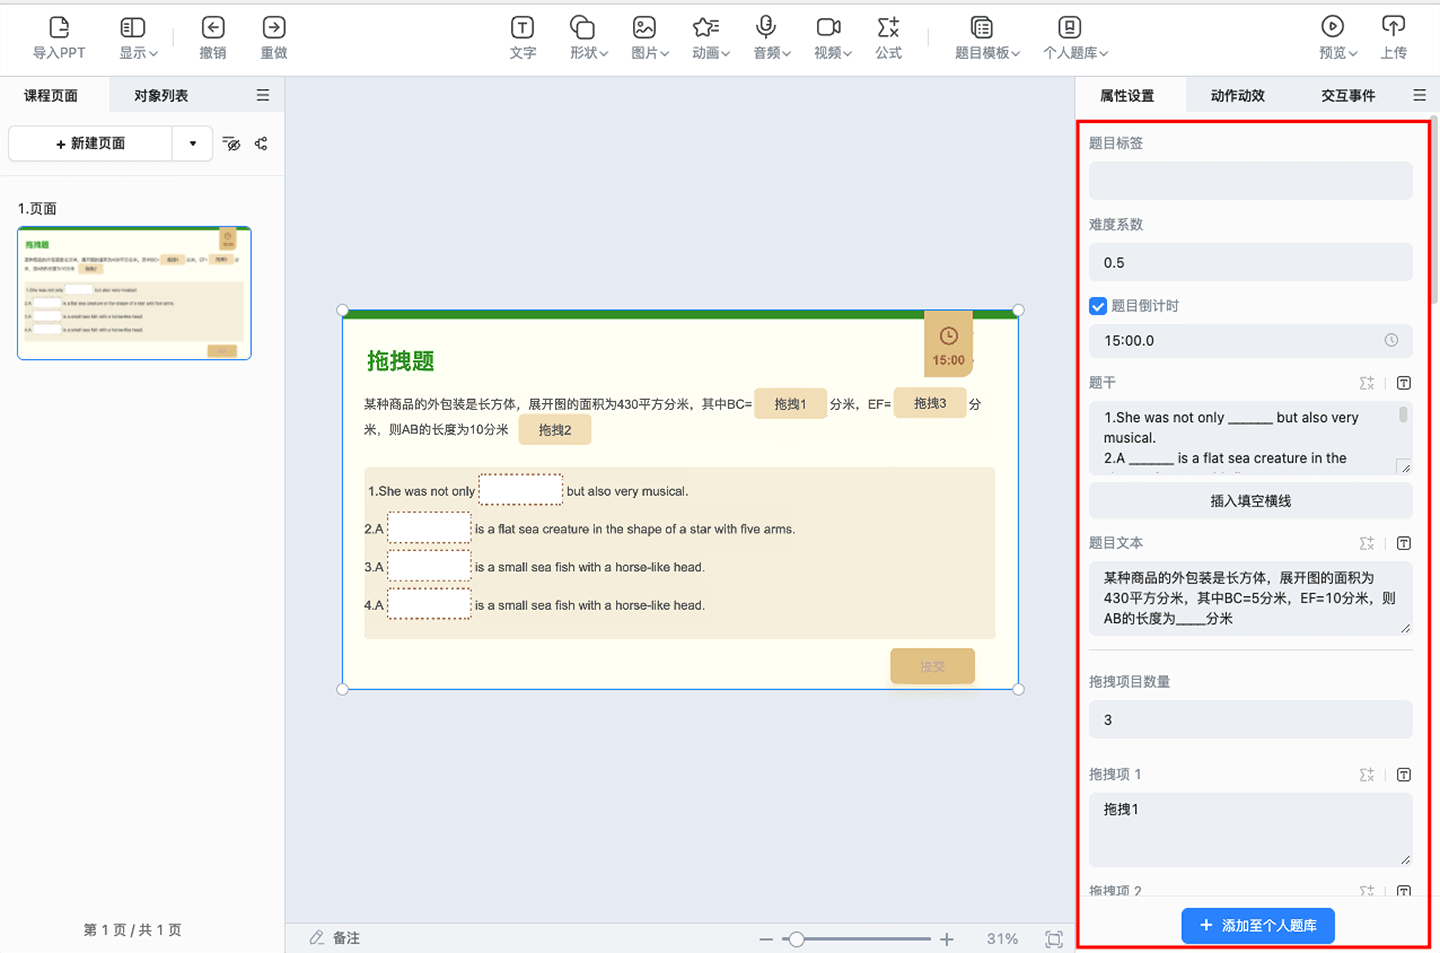 导入PPT
显示
撤销
重做
文字
形状
图片
动画
音频
视频
公式
题目模板
个人题库
预览
上传
课程页面
对象列表
+ 新建页面
1.页面
拖拽题
第 1 页 / 共 1 页
拖拽题
15:00
某种商品的外包装是长方体，展开图的面积为430平方分米，其中BC= 拖拽1 分米，EF= 拖拽3 分
米，则AB的长度为10分米 拖拽2
1.She was not only but also very musical.
2.A is a flat sea creature in the shape of a star with five arms.
3.A is a small sea fish with a horse-like head.
4.A is a small sea fish with a horse-like head.
提交
备注
31%
属性设置
动作动效
交互事件
题目标签
难度系数
0.5
题目倒计时
15:00.0
题干
1.She was not only ______ but also very
musical.
2.A ______ is a flat sea creature in the
插入填空横线
题目文本
某种商品的外包装是长方体，展开图的面积为
430平方分米，其中BC=5分米，EF=10分米，则
AB的长度为____分米
拖拽项目数量
3
拖拽项 1
拖拽1
拖拽项 2
+ 添加至个人题库